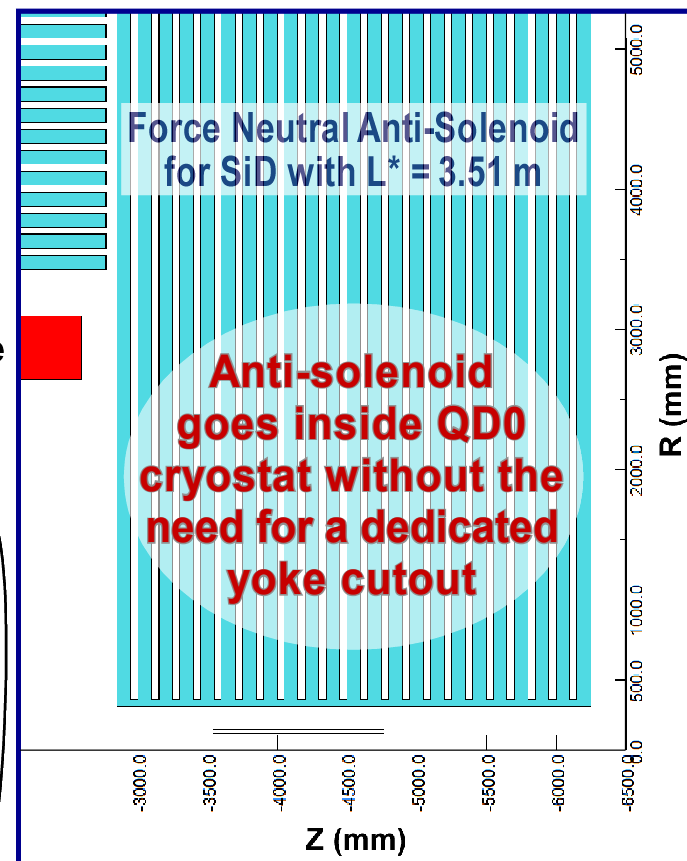 Force Neutral Anti-Solenoid
for SiD with L* = 3.51 m
Anti-solenoid
goes inside QD0
cryostat without the
need for a dedicated
yoke cutout
5000.0
4000.0
3000.0
2000.0
1000.0
500.0
0.0
R (mm)
-3000.0
-3500.0
-4000.0
-4500.0
-5000.0
-5500.0
-6000.0
-6500.0
Z (mm)